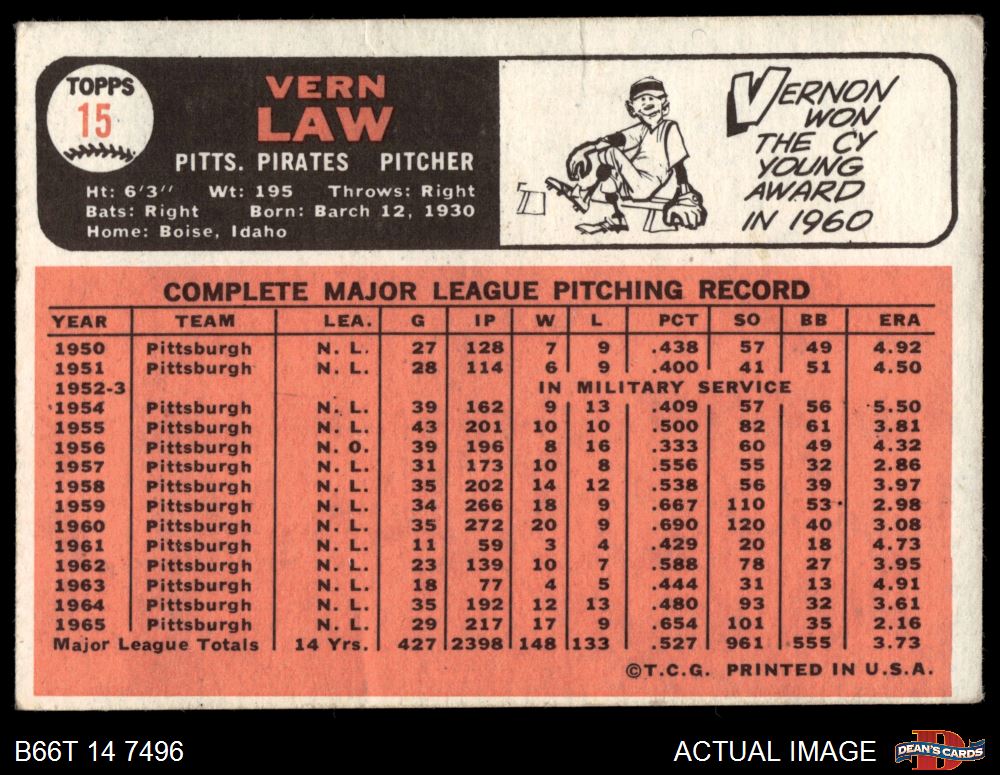 TOPPS
15
VERN
LAW
PITTS. PIRATES PITCHER
Ht: 6'3" Wt: 195 Throws: Right
Bats: Right Born: Barch 12, 1930
Home: Boise, Idaho
VERNON
WON
THE CY
YOUNG
AWARD
IN 1960
COMPLETE MAJOR LEAGUE PITCHING RECORD
YEAR TEAM LEA. G IP W L PCT SO BB ERA
1950 Pittsburgh N. L. 27 128 7 9 .438 57 49 4.92
1951 Pittsburgh N. L. 28 114 6 9 .400 41 51 4.50
1952-3 IN MILITARY SERVICE
1954 Pittsburgh N. L. 39 162 9 13 .409 57 56 5.50
1955 Pittsburgh N. L. 43 201 10 10 .500 82 61 3.81
1956 Pittsburgh N. O. 39 196 8 16 .333 60 49 4.32
1957 Pittsburgh N. L. 31 173 10 8 .556 55 32 2.86
1958 Pittsburgh N. L. 35 202 14 12 .538 56 39 3.97
1959 Pittsburgh N. L. 34 266 18 9 .667 110 53 2.98
1960 Pittsburgh N. L. 35 272 20 9 .690 120 40 3.08
1961 Pittsburgh N. L. 11 59 3 4 .429 20 18 4.73
1962 Pittsburgh N. L. 23 139 10 7 .588 78 27 3.95
1963 Pittsburgh N. L. 18 77 4 5 .444 31 13 4.91
1964 Pittsburgh N. L. 35 192 12 13 .480 93 32 3.61
1965 Pittsburgh N. L. 29 217 17 9 .654 101 35 2.16
Major League Totals 14 Yrs. 427 2398 148 133 .527 961 555 3.73
©T.C.G. PRINTED IN U.S.A.
B66T 14 7496
ACTUAL IMAGE
D
DEAN'S CARDS